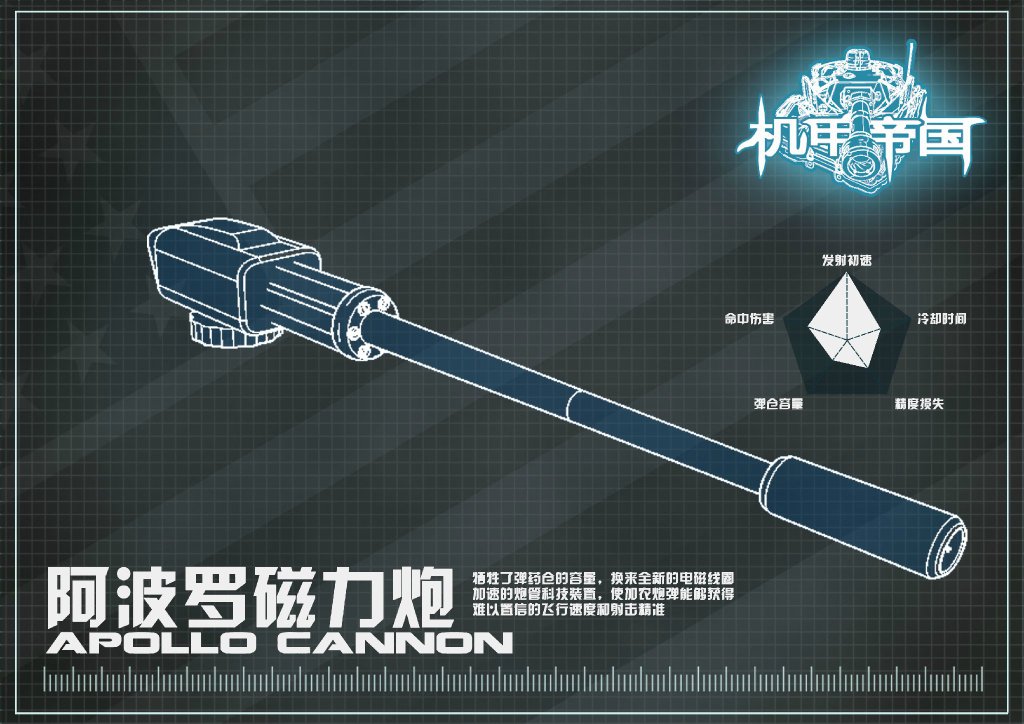 机甲帝国
发射初速
命中伤害
冷却时间
弹仓容量
精度损失
阿波罗磁力炮
APOLLO CANNON
牺牲了弹药仓的容量，换来全新的电磁线圈
加速的炮管科技装置，使加农炮弹能够获得
难以置信的飞行速度和射击精准